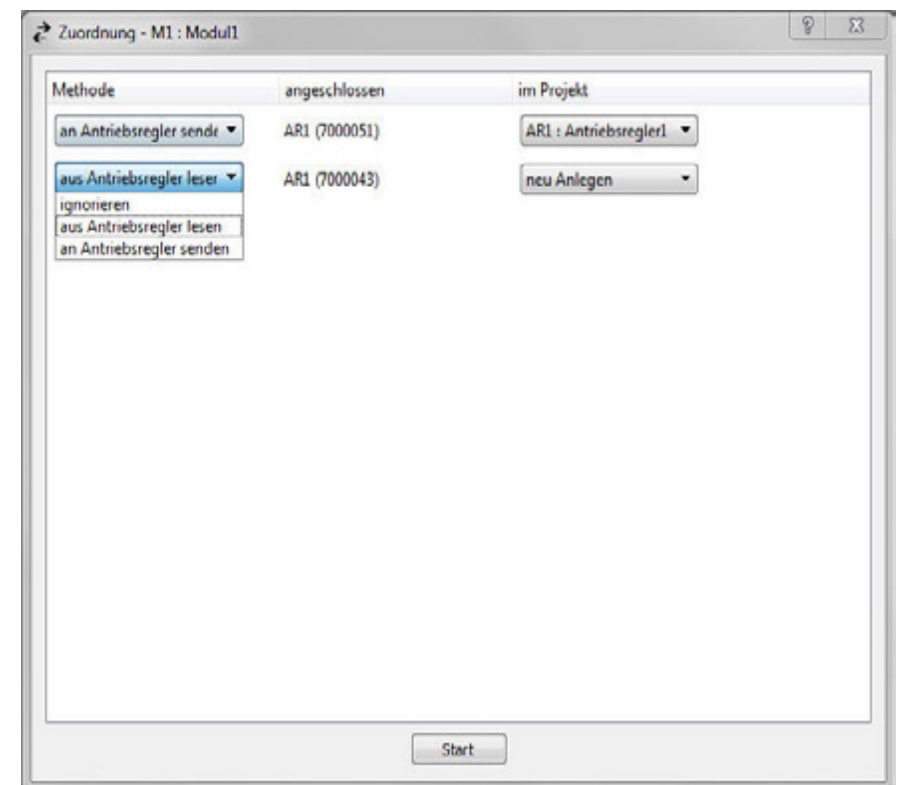 Zuordnung - M1 : Modul1
Methode angeschlossen im Projekt
an Antriebsregler sende AR1 (7000051) AR1 : Antriebsregler1
aus Antriebsregler leser AR1 (7000043) neu Anlegen
ignorieren
aus Antriebsregler lesen
an Antriebsregler senden
Start